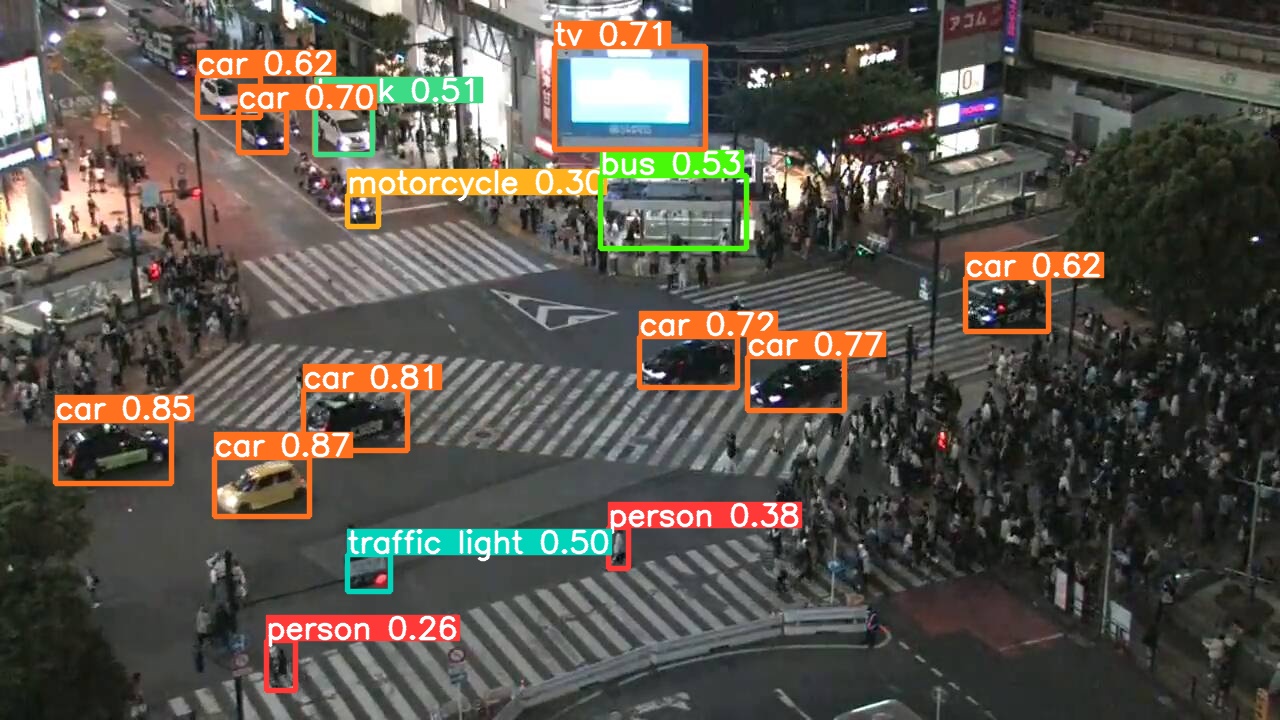 tv 0.71
car 0.62
k 0.51
car 0.70
アコム
bus 0.53
motorcycle 0.30
car 0.62
car 0.72
car 0.77
car 0.81
car 0.85
car 0.87
person 0.38
traffic light 0.50
person 0.26